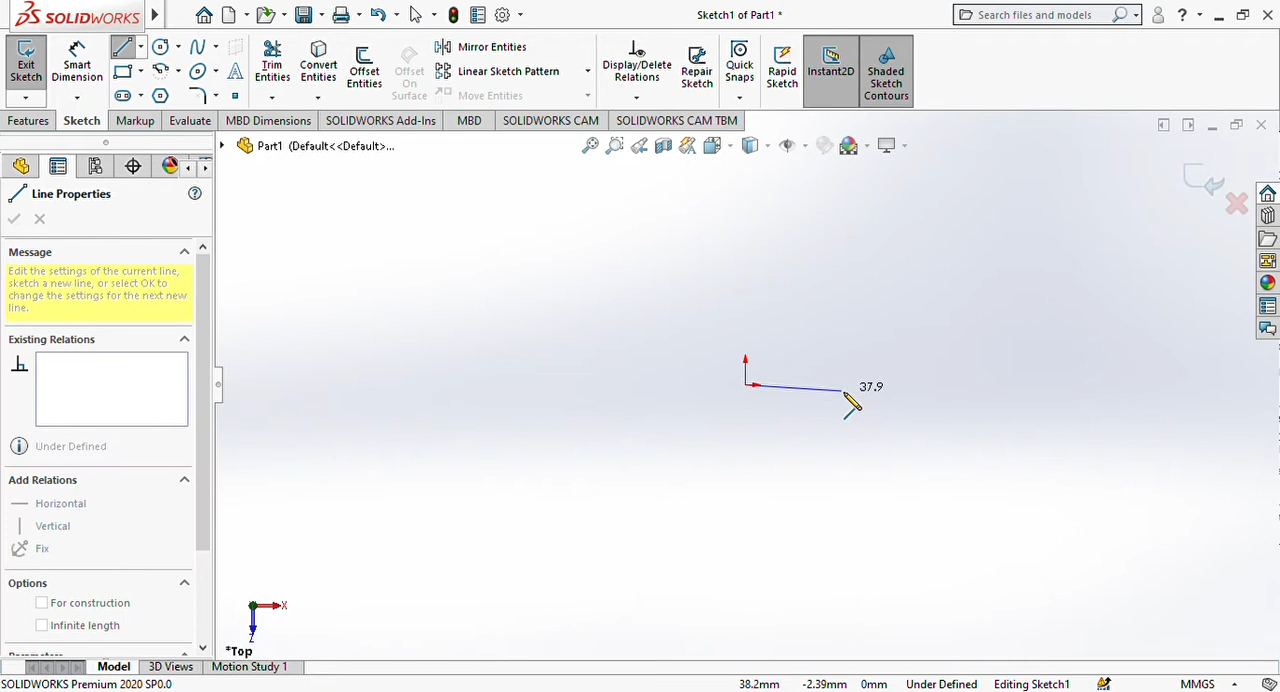 SOLIDWORKS
Sketch1 of Part1 *
Search files and models
Exit Sketch
Smart Dimension
Trim Entities
Convert Entities
Offset Entities
Offset On Surface
Mirror Entities
Linear Sketch Pattern
Move Entities
Display/Delete Relations
Repair Sketch
Quick Snaps
Rapid Sketch
Instant2D
Shaded Sketch Contours
Features
Sketch
Markup
Evaluate
MBD Dimensions
SOLIDWORKS Add-Ins
MBD
SOLIDWORKS CAM
SOLIDWORKS CAM TBM
Part1 (Default<<Default>...
Line Properties
Message
Edit the settings of the current line,
sketch a new line, or select OK to
change the settings for the next new
line.
Existing Relations
Under Defined
Add Relations
Horizontal
Vertical
Fix
Options
For construction
Infinite length
37.9
X
Z
*Top
Model
3D Views
Motion Study 1
SOLIDWORKS Premium 2020 SP0.0
38.2mm
-2.39mm
0mm
Under Defined
Editing Sketch1
MMGS